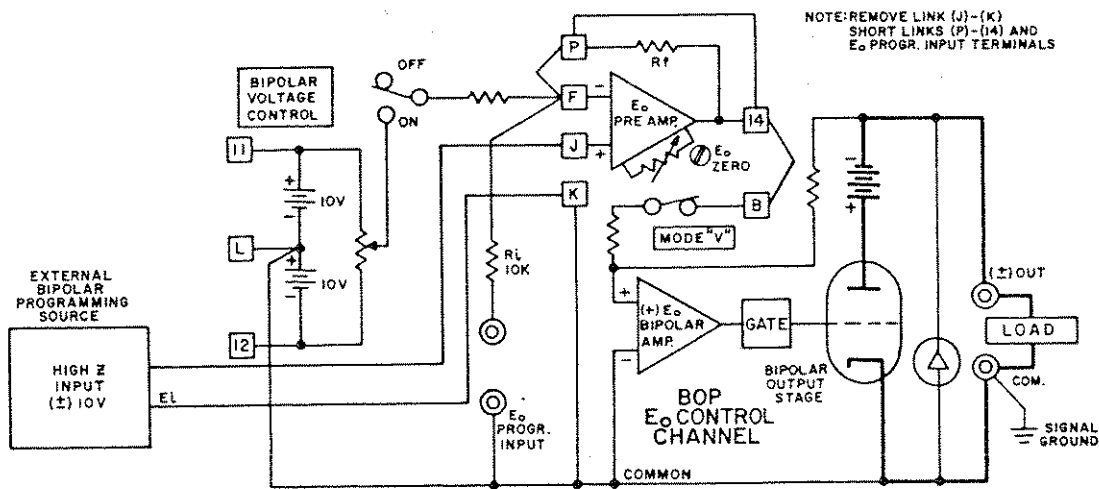 NOTE: REMOVE LINK (J)-(K)
SHORT LINKS (P)-(14) AND
Eo PROGR. INPUT TERMINALS
P
Rf
OFF
BIPOLAR
VOLTAGE
CONTROL
ON
F
-
Eo
PRE AMP.
14
11
J
+
Eo
ZERO
+
10V
-
K
-
+
B
MODE "V"
L
+
10V
-
Ri
10K
EXTERNAL
BIPOLAR
PROGRAMMING
SOURCE
(±) OUT
+
(+) Eo
BIPOLAR
AMP.
-
GATE
LOAD
12
HIGH Z
INPUT
(±) 10V
Ei
BIPOLAR
OUTPUT
STAGE
COM.
Eo
PROGR.
INPUT
BOP
Eo CONTROL
CHANNEL
SIGNAL
GROUND
COMMON